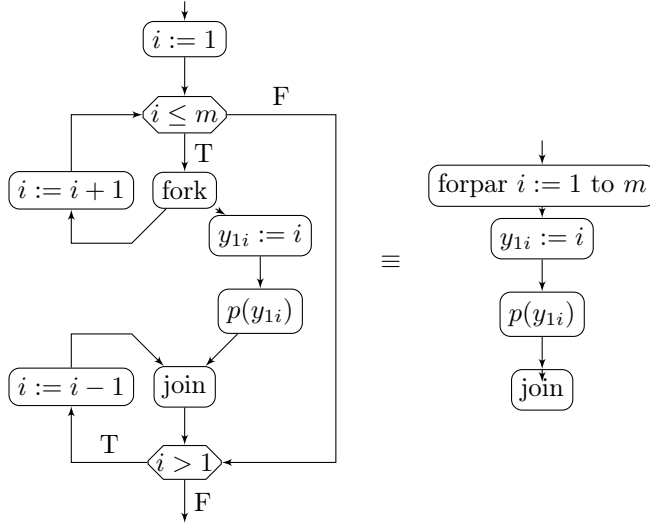 i := 1
i ≤ m
F
T
i := i + 1
fork
y₁ᵢ := i
p(y₁ᵢ)
i := i − 1
join
T
i > 1
F
≡
forpar i := 1 to m
y₁ᵢ := i
p(y₁ᵢ)
join